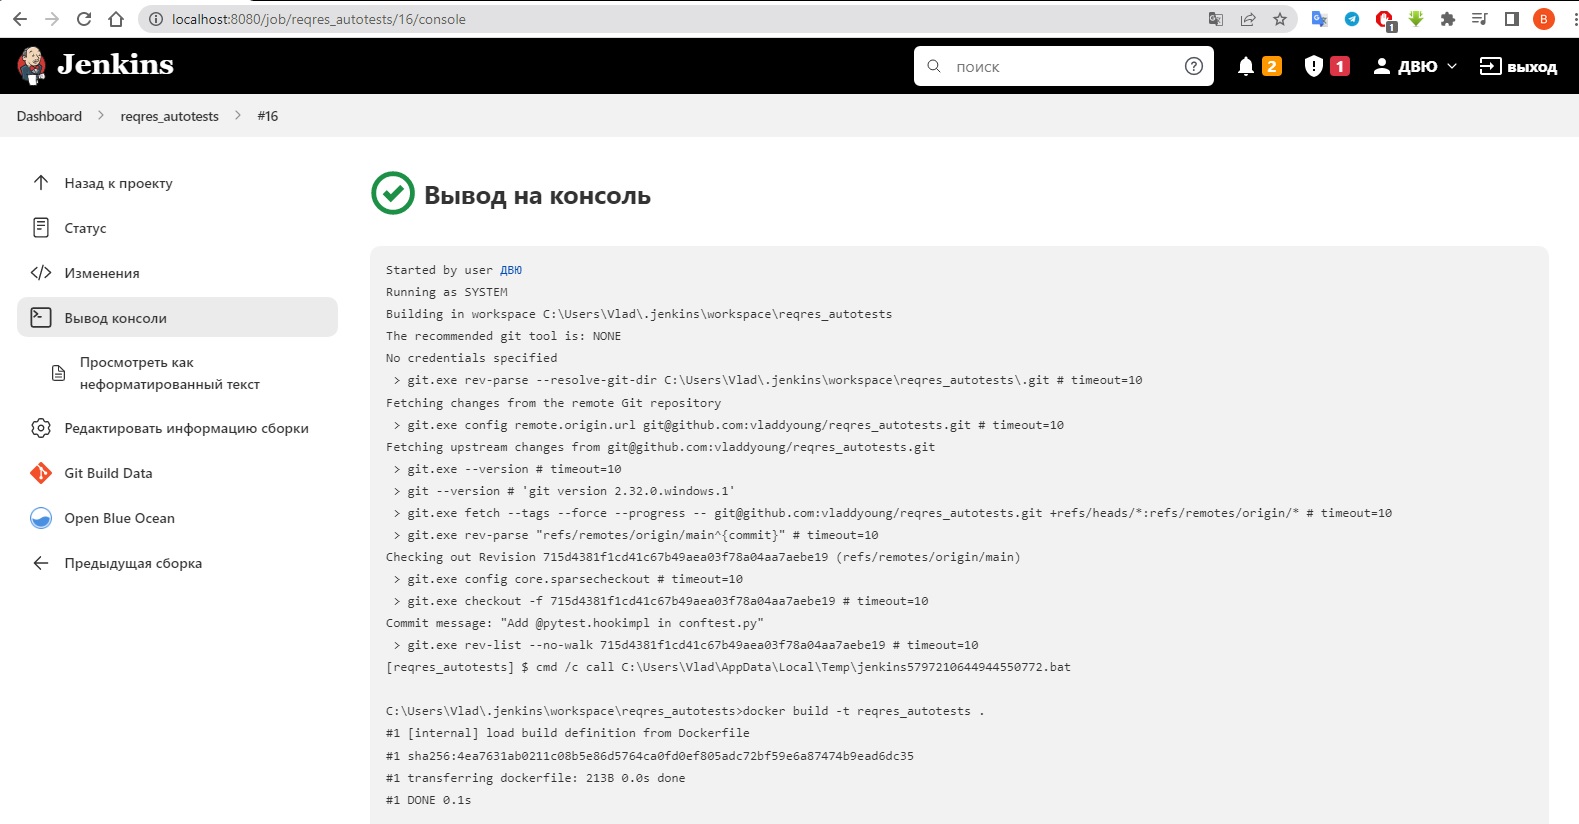 localhost:8080/job/reqres_autotests/16/console
1
B
Jenkins
поиск
2
1
ДВЮ
выход
Dashboard
reqres_autotests
#16
Назад к проекту
Статус
Изменения
Вывод консоли
Просмотреть как
неформатированный текст
Редактировать информацию сборки
Git Build Data
Open Blue Ocean
Предыдущая сборка
Вывод на консоль
Started by user ДВЮ
Running as SYSTEM
Building in workspace C:\Users\Vlad\.jenkins\workspace\reqres_autotests
The recommended git tool is: NONE
No credentials specified
> git.exe rev-parse --resolve-git-dir C:\Users\Vlad\.jenkins\workspace\reqres_autotests\.git # timeout=10
Fetching changes from the remote Git repository
> git.exe config remote.origin.url git@github.com:vladdyoung/reqres_autotests.git # timeout=10
Fetching upstream changes from git@github.com:vladdyoung/reqres_autotests.git
> git.exe --version # timeout=10
> git --version # 'git version 2.32.0.windows.1'
> git.exe fetch --tags --force --progress -- git@github.com:vladdyoung/reqres_autotests.git +refs/heads/*:refs/remotes/origin/* # timeout=10
> git.exe rev-parse "refs/remotes/origin/main^{commit}" # timeout=10
Checking out Revision 715d4381f1cd41c67b49aea03f78a04aa7aebe19 (refs/remotes/origin/main)
> git.exe config core.sparsecheckout # timeout=10
> git.exe checkout -f 715d4381f1cd41c67b49aea03f78a04aa7aebe19 # timeout=10
Commit message: "Add @pytest.hookimpl in conftest.py"
> git.exe rev-list --no-walk 715d4381f1cd41c67b49aea03f78a04aa7aebe19 # timeout=10
[reqres_autotests] $ cmd /c call C:\Users\Vlad\AppData\Local\Temp\jenkins5797210644944550772.bat
C:\Users\Vlad\.jenkins\workspace\reqres_autotests>docker build -t reqres_autotests .
#1 [internal] load build definition from Dockerfile
#1 sha256:4ea7631ab0211c08b5e86d5764ca0fd0ef805adc72bf59e6a87474b9ead6dc35
#1 transferring dockerfile: 213B 0.0s done
#1 DONE 0.1s